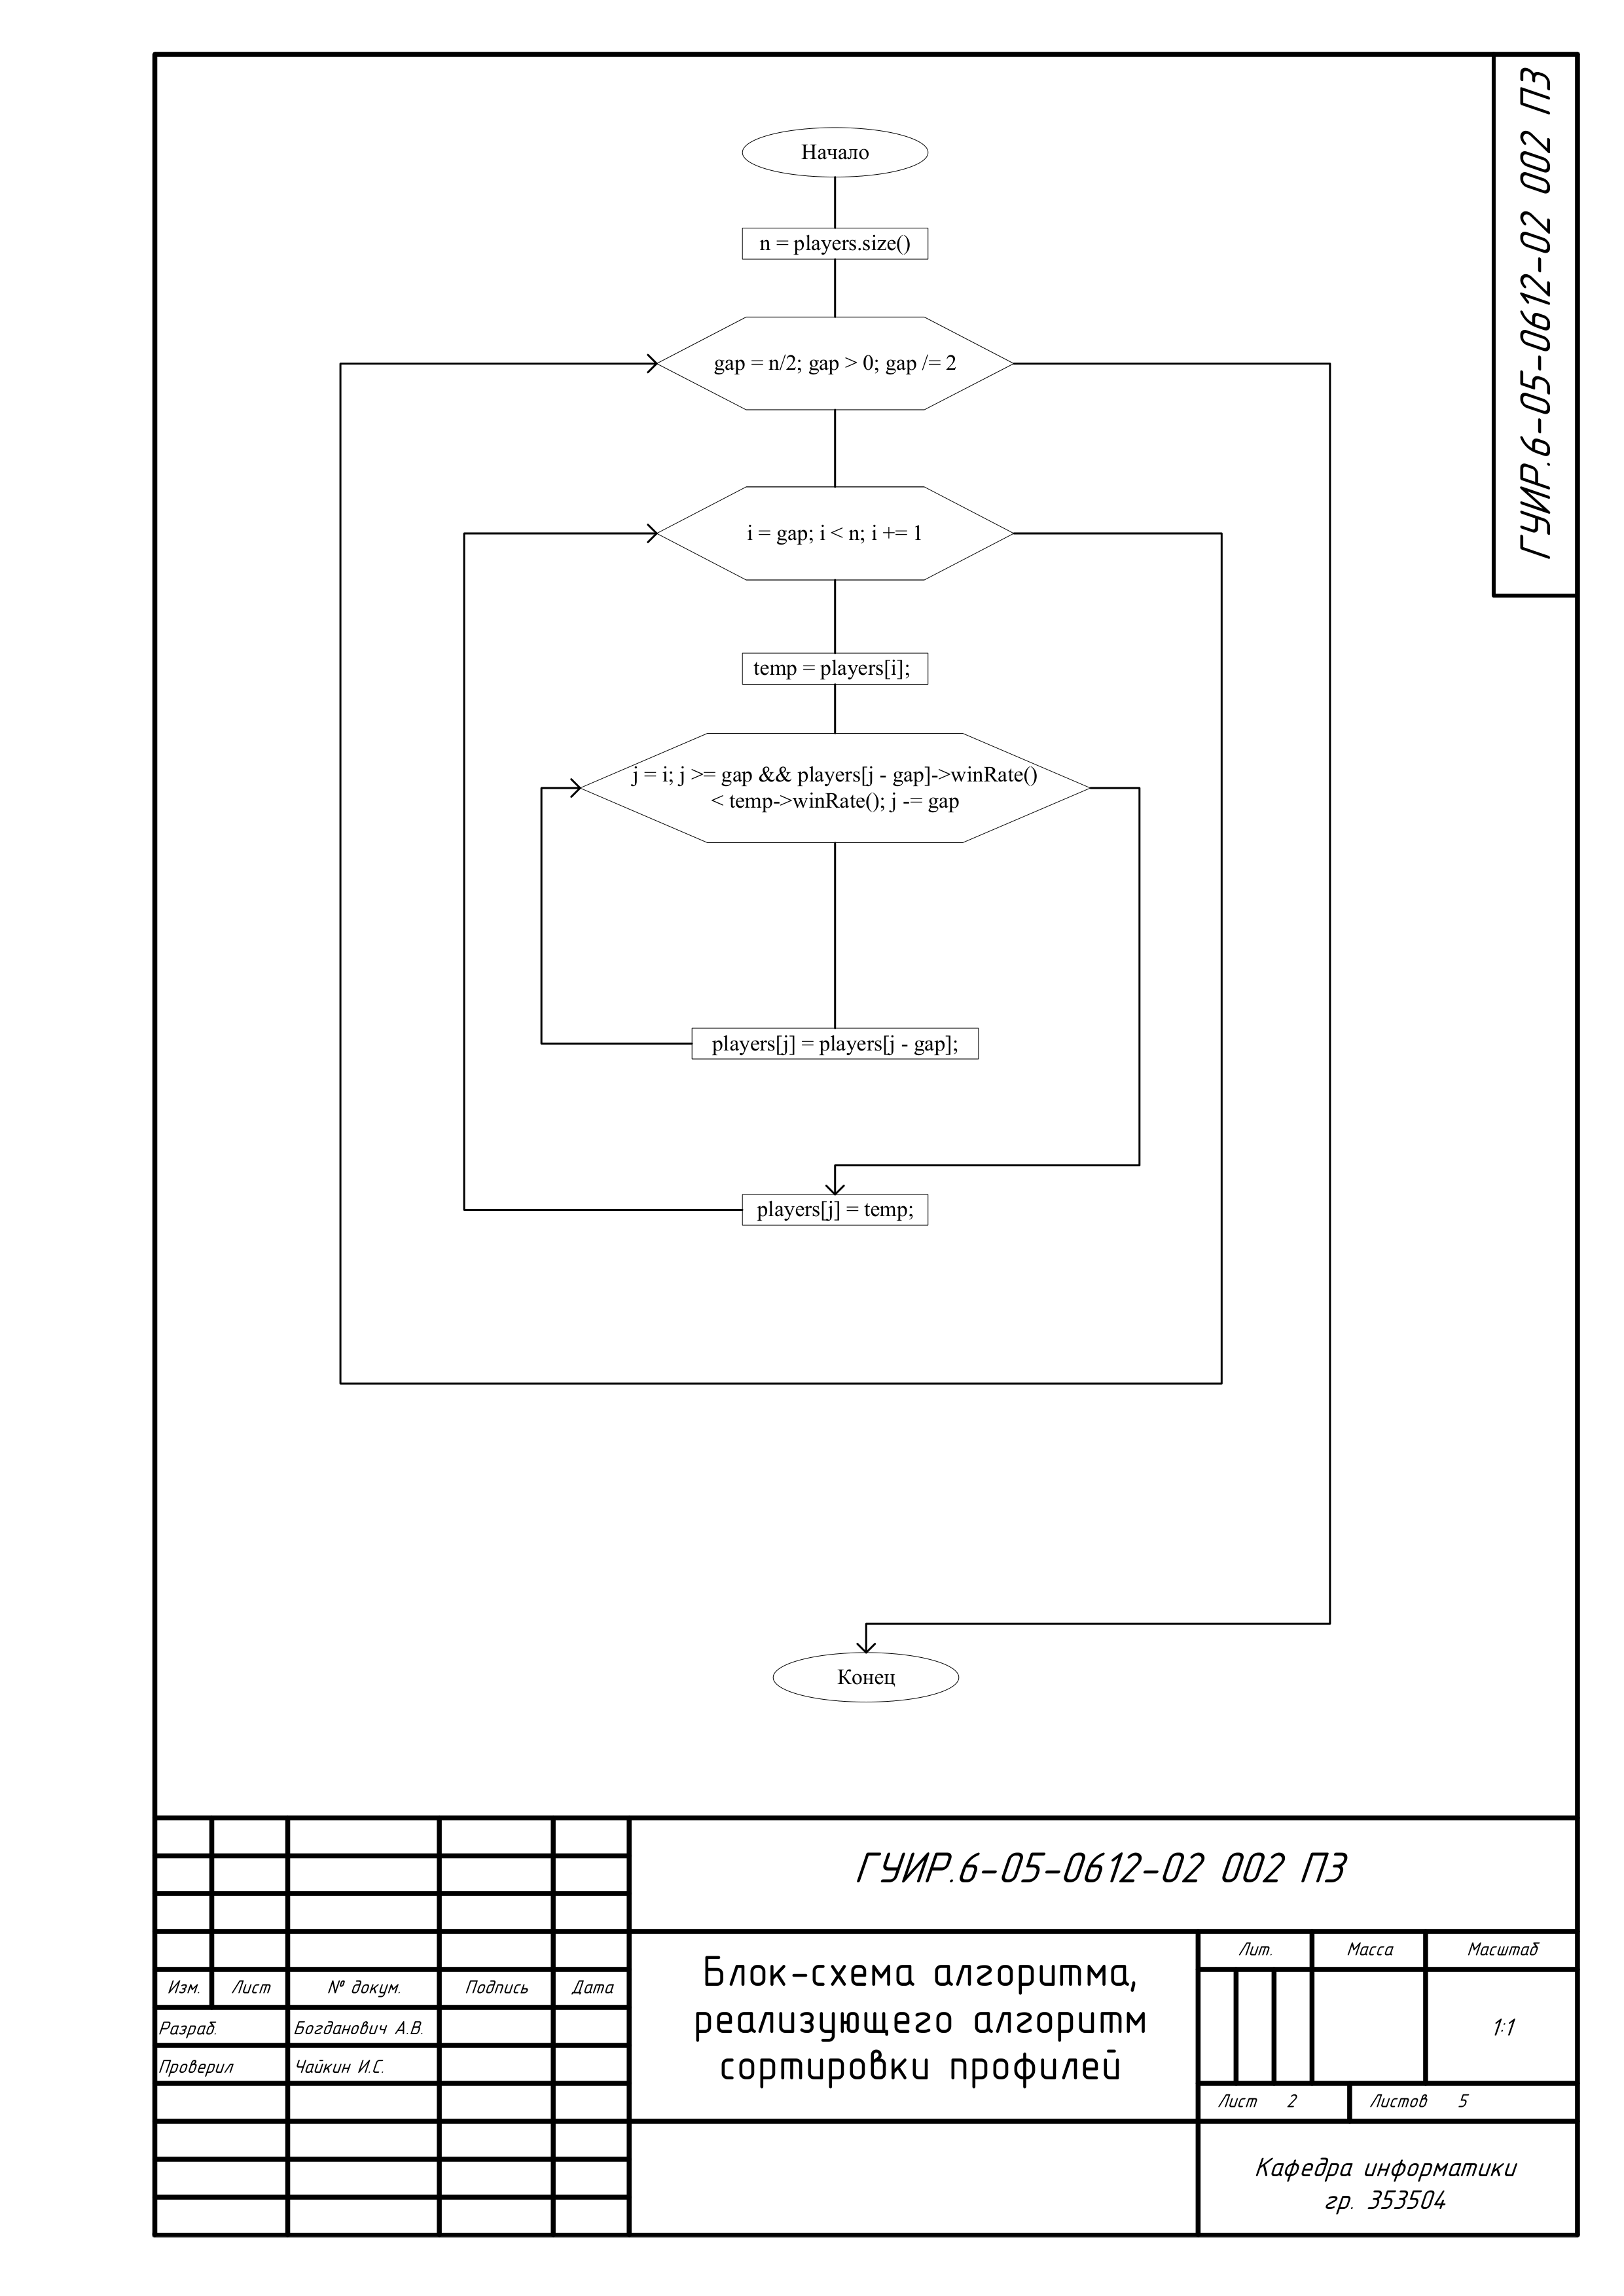 ГУИР.6-05-0612-02 002 ПЗ
Начало
n = players.size()
gap = n/2; gap > 0; gap /= 2
i = gap; i < n; i += 1
temp = players[i];
j = i; j >= gap && players[j - gap]->winRate()
< temp->winRate(); j -= gap
players[j] = players[j - gap];
players[j] = temp;
Конец
ГУИР.6-05-0612-02 002 ПЗ
Изм. Лист № докум. Подпись Дата
Разраб. Богданович А.В.
Проверил Чайкин И.С.
Блок-схема алгоритма,
реализующего алгоритм
сортировки профилей
Лит. Масса Масштаб
1:1
Лист 2 Листов 5
Кафедра информатики
гр. 353504